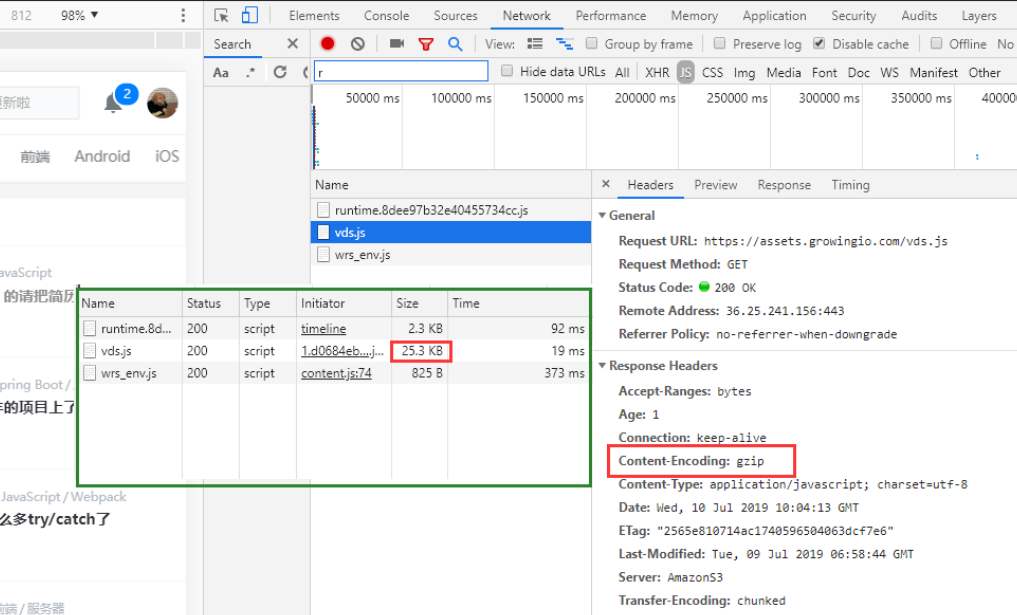 812 98% ▼
Elements Console Sources Network Performance Memory Application Security Audits Layers
Search
View: Group by frame Preserve log Disable cache Offline No
Aa .*
r
Hide data URLs All XHR JS CSS Img Media Font Doc WS Manifest Other
50000 ms 100000 ms 150000 ms 200000 ms 250000 ms 300000 ms 350000 ms 40000
新啦
2
前端 Android iOS
avaScript
的请把简历
pring Boot /
的项目上了
JavaScript / Webpack
么多try/catch了
前端 / 服务器
Name
runtime.8dee97b32e40455734cc.js
vds.js
wrs_env.js
Name Status Type Initiator Size Time
runtime.8d... 200 script timeline 2.3 KB 92 ms
vds.js 200 script 1.d0684eb....j... 25.3 KB 19 ms
wrs_env.js 200 script content.js:74 825 B 373 ms
Headers Preview Response Timing
General
Request URL: https://assets.growingio.com/vds.js
Request Method: GET
Status Code: 200 OK
Remote Address: 36.25.241.156:443
Referrer Policy: no-referrer-when-downgrade
Response Headers
Accept-Ranges: bytes
Age: 1
Connection: keep-alive
Content-Encoding: gzip
Content-Type: application/javascript; charset=utf-8
Date: Wed, 10 Jul 2019 10:04:13 GMT
ETag: "2565e810714ac1740596504063dcf7e6"
Last-Modified: Tue, 09 Jul 2019 06:58:44 GMT
Server: AmazonS3
Transfer-Encoding: chunked